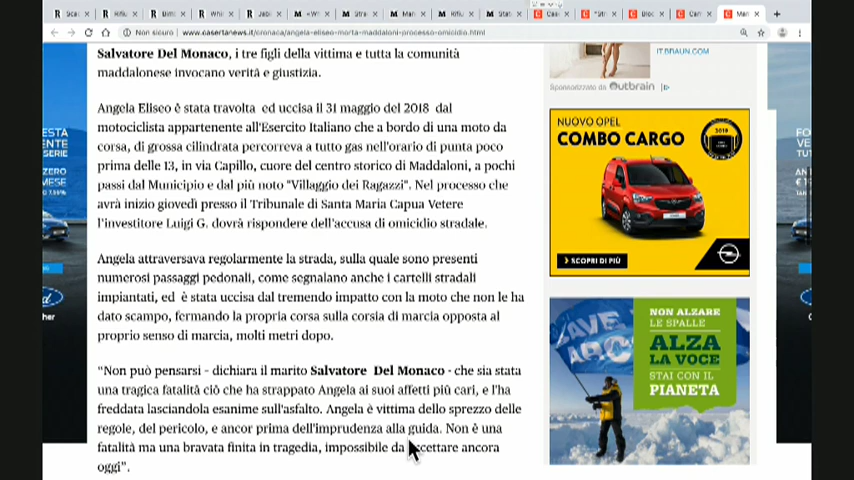 Non sicuro | www.casertanews.it/cronaca/angela-eliseo-morta-maddaloni-processo-omicidio.html
Salvatore Del Monaco, i tre figli della vittima e tutta la comunità
maddalonese invocano verità e giustizia.
Angela Eliseo è stata travolta ed uccisa il 31 maggio del 2018 dal
motociclista appartenente all'Esercito Italiano che a bordo di una moto da
corsa, di grossa cilindrata percorreva a tutto gas nell'orario di punta poco
prima delle 13, in via Capillo, cuore del centro storico di Maddaloni, a pochi
passi dal Municipio e dal più noto "Villaggio dei Ragazzi". Nel processo che
avrà inizio giovedì presso il Tribunale di Santa Maria Capua Vetere
l'investitore Luigi G. dovrà rispondere dell'accusa di omicidio stradale.
Angela attraversava regolarmente la strada, sulla quale sono presenti
numerosi passaggi pedonali, come segnalano anche i cartelli stradali
impiantati, ed è stata uccisa dal tremendo impatto con la moto che non le ha
dato scampo, fermando la propria corsa sulla corsia di marcia opposta al
proprio senso di marcia, molti metri dopo.
"Non può pensarsi - dichiara il marito Salvatore Del Monaco - che sia stata
una tragica fatalità ciò che ha strappato Angela ai suoi affetti più cari, e l'ha
freddata lasciandola esanime sull'asfalto. Angela è vittima dello sprezzo delle
regole, del pericolo, e ancor prima dell'imprudenza alla guida. Non è una
fatalità ma una bravata finita in tragedia, impossibile da accettare ancora
oggi".
IT.BRAUN.COM
Sponsorizzato da Outbrain
NUOVO OPEL
COMBO CARGO
2019
SCOPRI DI PIÙ
NON ALZARE
LE SPALLE
ALZA
LA VOCE
STAI CON IL
PIANETA